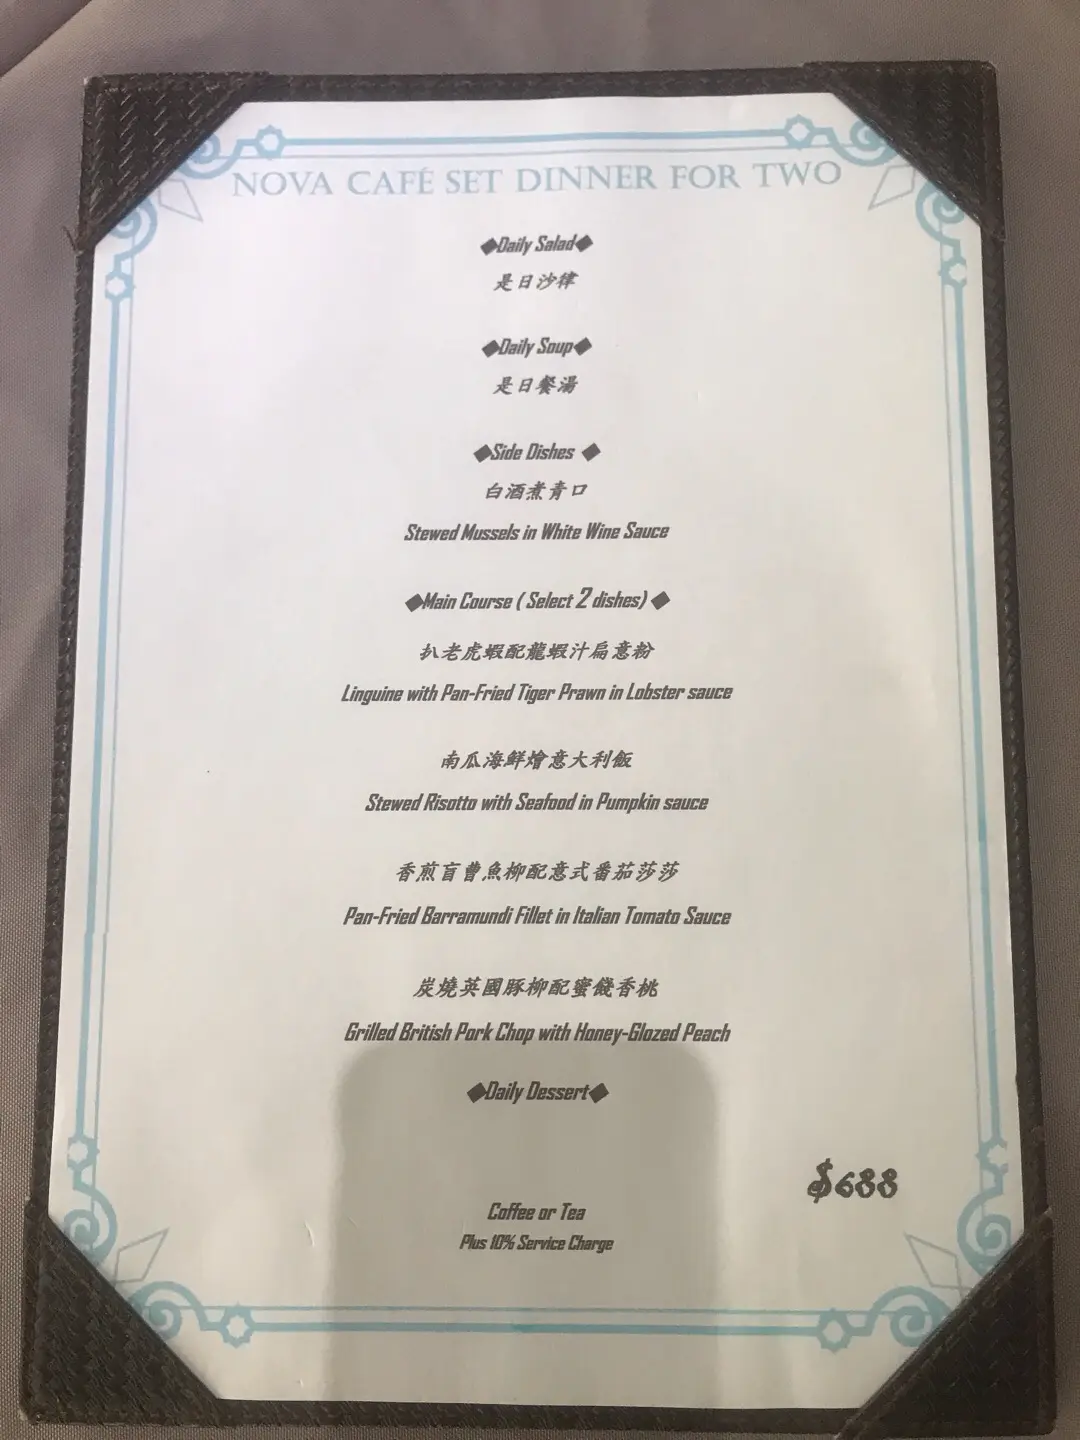 NOVA CAFÉ SET DINNER FOR TWO
◆Daily Salad◆
是日沙律
◆Daily Soup◆
是日餐湯
◆Side Dishes ◆
白酒煮青口
Stewed Mussels in White Wine Sauce
◆Main Course ( Select 2 dishes) ◆
扒老虎蝦配龍蝦汁扁意粉
Linguine with Pan-Fried Tiger Prawn in Lobster sauce
南瓜海鮮燴意大利飯
Stewed Risotto with Seafood in Pumpkin sauce
香煎盲曹魚柳配意式番茄莎莎
Pan-Fried Barramundi Fillet in Italian Tomato Sauce
炭燒英國豚柳配蜜餞香桃
Grilled British Pork Chop with Honey-Glozed Peach
◆Daily Dessert◆
$688
Coffee or Tea
Plus 10% Service Charge